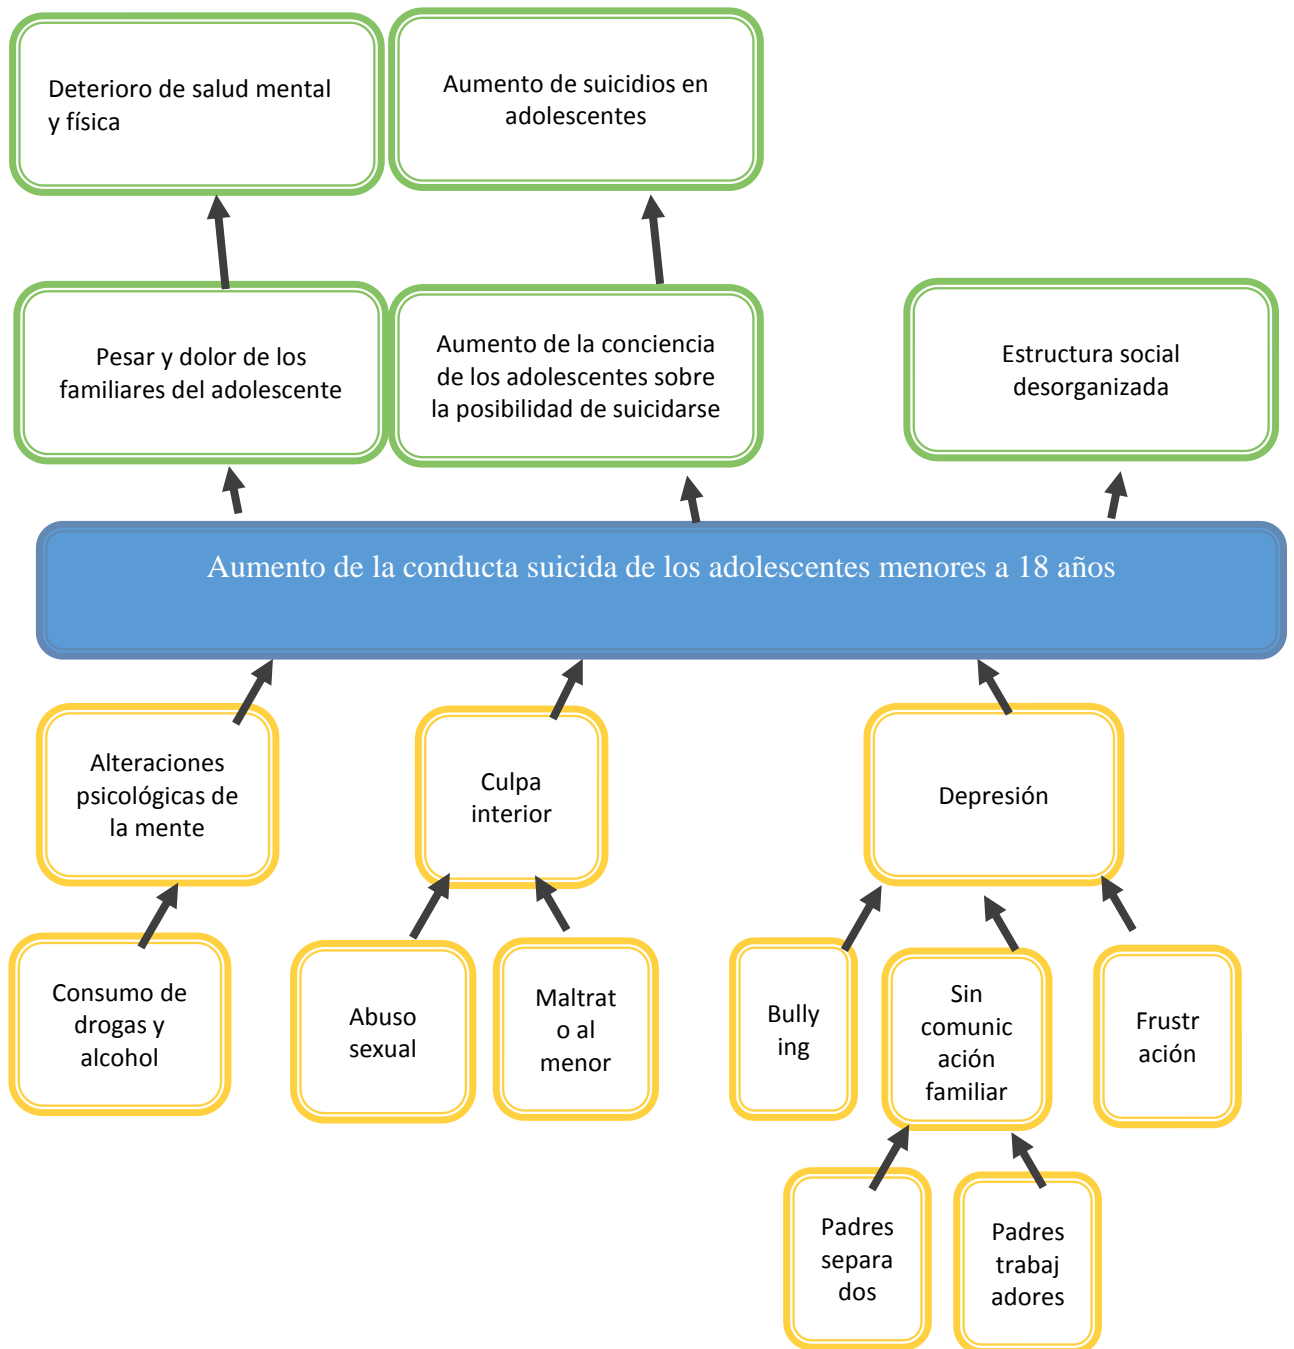 Deterioro de salud mental
y física
Aumento de suicidios en
adolescentes
Pesar y dolor de los
familiares del adolescente
Aumento de la conciencia
de los adolescentes sobre
la posibilidad de suicidarse
Estructura social
desorganizada
Aumento de la conducta suicida de los adolescentes menores a 18 años
Alteraciones
psicológicas de
la mente
Culpa
interior
Depresión
Consumo de
drogas y
alcohol
Abuso
sexual
Maltrat
o al
menor
Bully
ing
Sin
comunic
ación
familiar
Frustr
ación
Padres
separa
dos
Padres
trabaj
adores